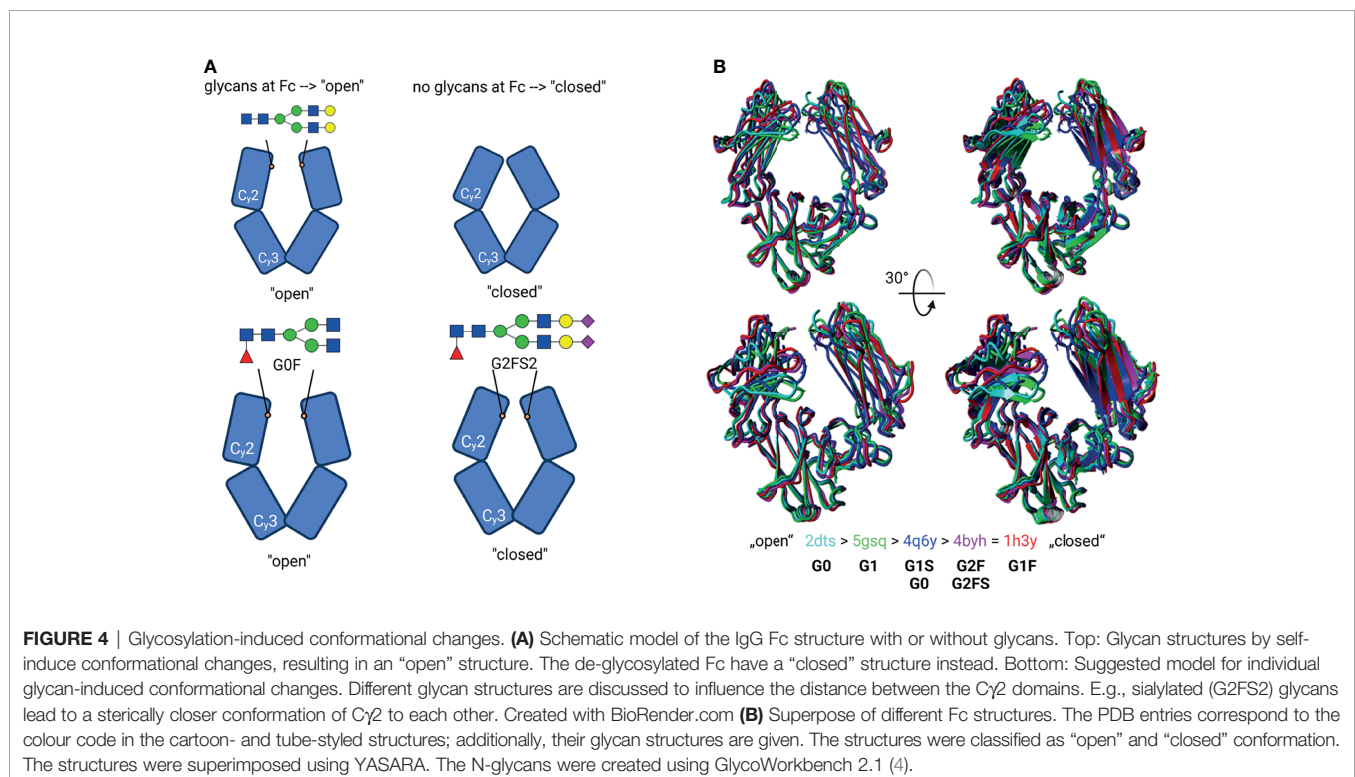 A
glycans at Fc --> "open"
no glycans at Fc --> "closed"
Cγ2
Cγ3
"open"
Cγ2
Cγ3
"closed"
G0F
Cγ2
Cγ3
"open"
G2FS2
Cγ2
Cγ3
"closed"
B
30°
„open“ 2dts > 5gsq > 4q6y > 4byh = 1h3y „closed“
G0 G1 G1S G2F G1F
G0 G2FS
FIGURE 4 | Glycosylation-induced conformational changes. (A) Schematic model of the IgG Fc structure with or without glycans. Top: Glycan structures by self-
induce conformational changes, resulting in an “open” structure. The de-glycosylated Fc have a “closed” structure instead. Bottom: Suggested model for individual
glycan-induced conformational changes. Different glycan structures are discussed to influence the distance between the Cγ2 domains. E.g., sialylated (G2FS2) glycans
lead to a sterically closer conformation of Cγ2 to each other. Created with BioRender.com (B) Superpose of different Fc structures. The PDB entries correspond to the
colour code in the cartoon- and tube-styled structures; additionally, their glycan structures are given. The structures were classified as “open” and “closed” conformation.
The structures were superimposed using YASARA. The N-glycans were created using GlycoWorkbench 2.1 (4).